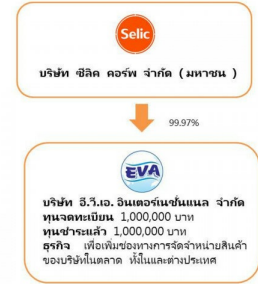 Selic
บริษัท ซีลิค คอร์พ จำกัด ( มหาชน )
99.97%
EVA
บริษัท อี.วี.เอ. อินเตอร์เนชั่นแนล จำกัด
ทุนจดทะเบียน 1,000,000 บาท
ทุนชำระแล้ว 1,000,000 บาท
ธุรกิจ เพื่อเพิ่มช่องทางการจัดจำหน่ายสินค้า
ของบริษัทในตลาด ทั้งในและต่างประเทศ